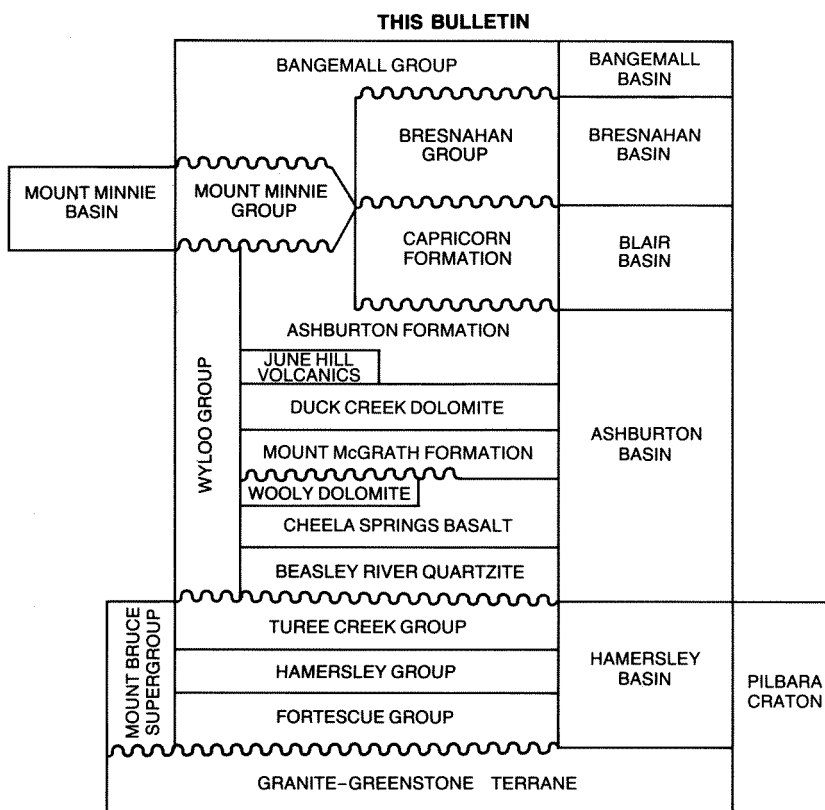 THIS BULLETIN
BANGEMALL GROUP
BANGEMALL
BASIN
BRESNAHAN
GROUP
BRESNAHAN
BASIN
MOUNT MINNIE
BASIN
MOUNT MINNIE
GROUP
CAPRICORN
FORMATION
BLAIR
BASIN
WYLOO GROUP
ASHBURTON FORMATION
JUNE HILL
VOLCANICS
DUCK CREEK DOLOMITE
MOUNT McGRATH FORMATION
WOOLY DOLOMITE
CHEELA SPRINGS BASALT
BEASLEY RIVER QUARTZITE
ASHBURTON
BASIN
MOUNT BRUCE
SUPERGROUP
TUREE CREEK GROUP
HAMERSLEY GROUP
FORTESCUE GROUP
HAMERSLEY
BASIN
PILBARA
CRATON
GRANITE–GREENSTONE TERRANE